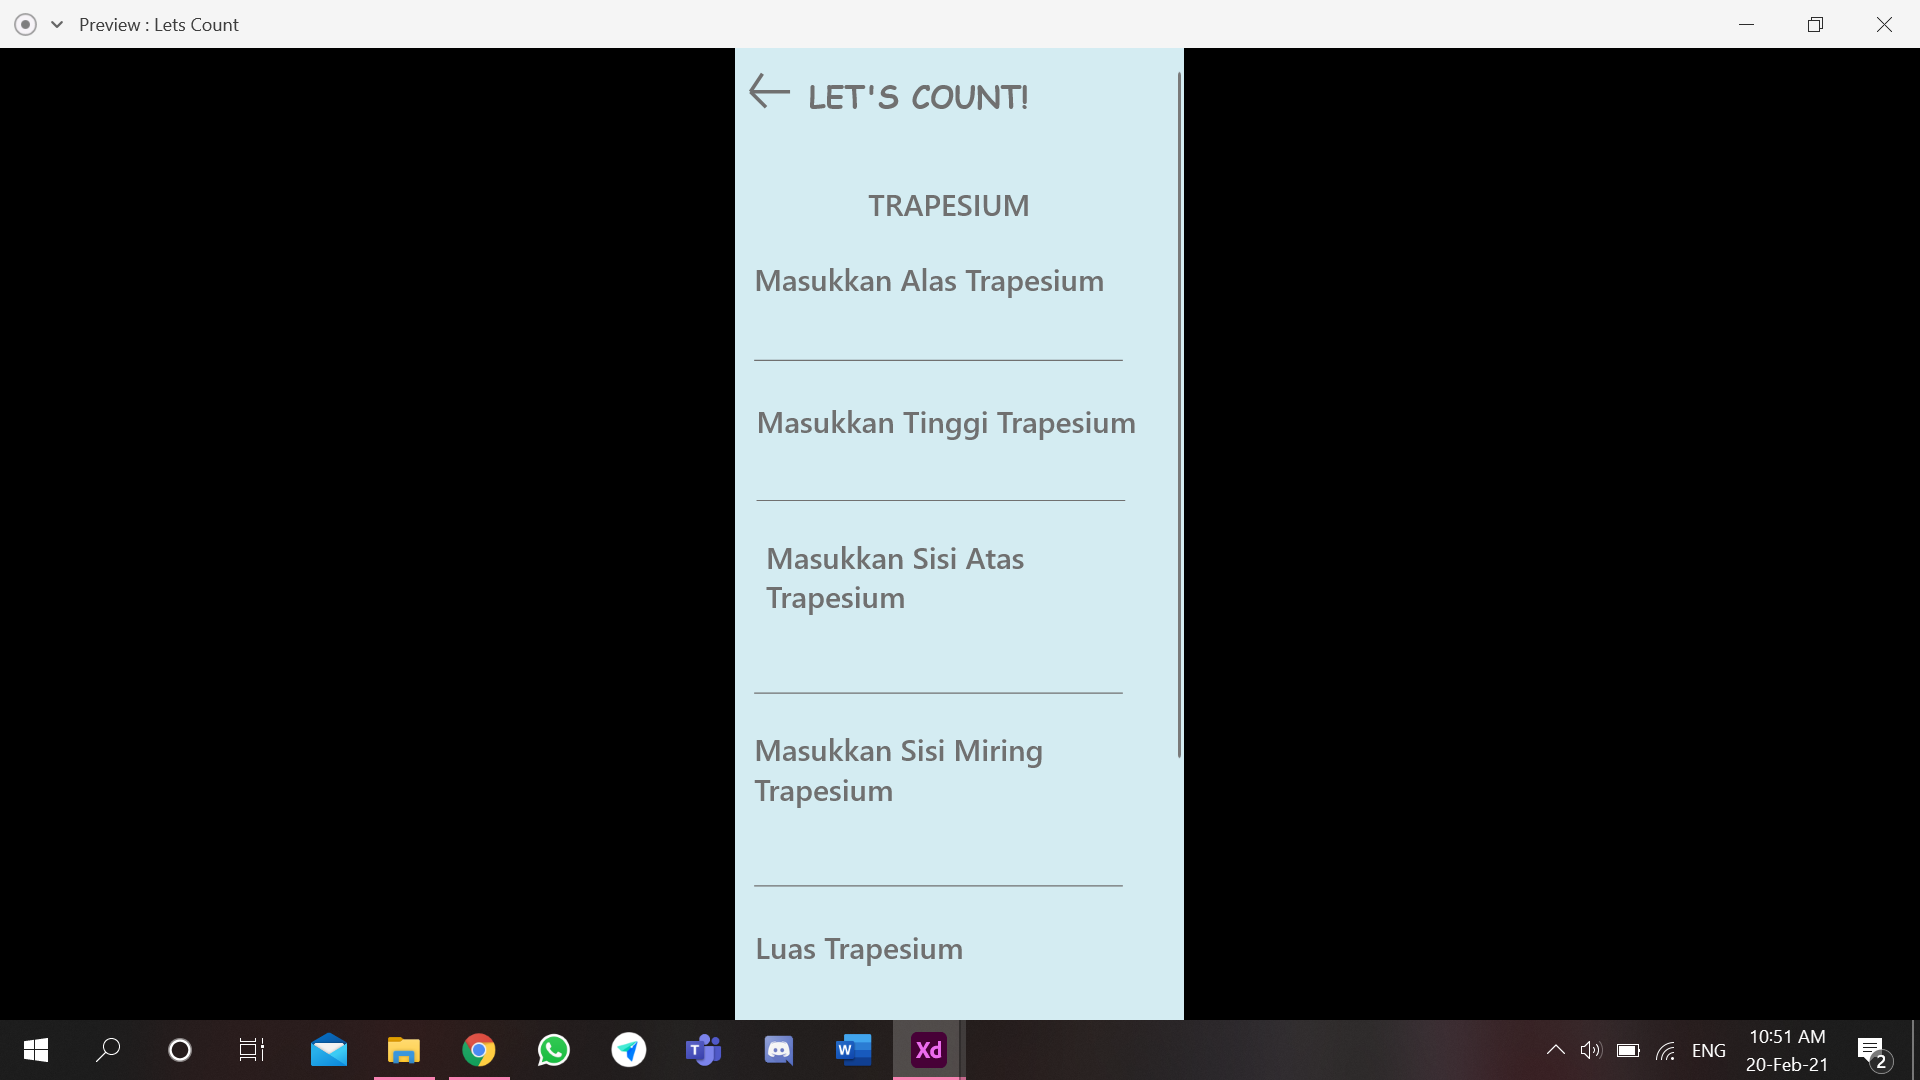 Preview : Lets Count
LET'S COUNT!
TRAPESIUM
Masukkan Alas Trapesium
Masukkan Tinggi Trapesium
Masukkan Sisi Atas
Trapesium
Masukkan Sisi Miring
Trapesium
Luas Trapesium
T
W
Xd
ENG
10:51 AM
20-Feb-21
2